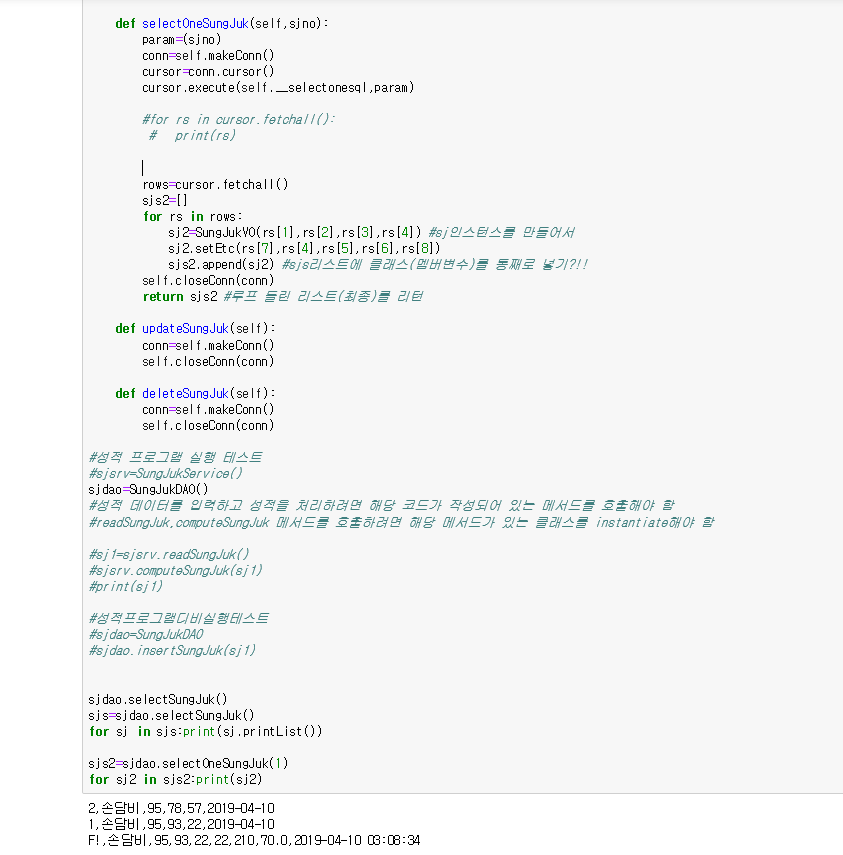 def selectOneSungJuk(self,sjno):
param=(sjno)
conn=self.makeConn()
cursor=conn.cursor()
cursor.execute(self.__selectonesql,param)
#for rs in cursor.fetchall():
#   print(rs)
rows=cursor.fetchall()
sjs2=[]
for rs in rows:
sj2=SungJukVO(rs[1],rs[2],rs[3],rs[4]) #sj인스턴스를 만들어서
sj2.setEtc(rs[7],rs[4],rs[5],rs[6],rs[8])
sjs2.append(sj2) #sjs리스트에 클래스(멤버변수)를 통째로 넣기?!!
self.closeConn(conn)
return sjs2 #루프 돌린 리스트(최종)를 리턴
def updateSungJuk(self):
conn=self.makeConn()
self.closeConn(conn)
def deleteSungJuk(self):
conn=self.makeConn()
self.closeConn(conn)
#성적 프로그램 실행 테스트
#sjsrv=SungJukService()
sjdao=SungJukDAO()
#성적 데이터를 입력하고 성적을 처리하려면 해당 코드가 작성되어 있는 메서드를 호출해야 함
#readSungJuk,computeSungJuk 메서드를 호출하려면 해당 메서드가 있는 클래스를 instantiate해야 함
#sj1=sjsrv.readSungJuk()
#sjsrv.computeSungJuk(sj1)
#print(sj1)
#성적프로그램디비실행테스트
#sjdao=SungJukDAO
#sjdao.insertSungJuk(sj1)
sjdao.selectSungJuk()
sjs=sjdao.selectSungJuk()
for sj in sjs:print(sj.printList())
sjs2=sjdao.selectOneSungJuk(1)
for sj2 in sjs2:print(sj2)
2,손담비,95,78,57,2019-04-10
1,손담비,95,93,22,2019-04-10
F!,손담비,95,93,22,22,210,70.0,2019-04-10 03:08:34